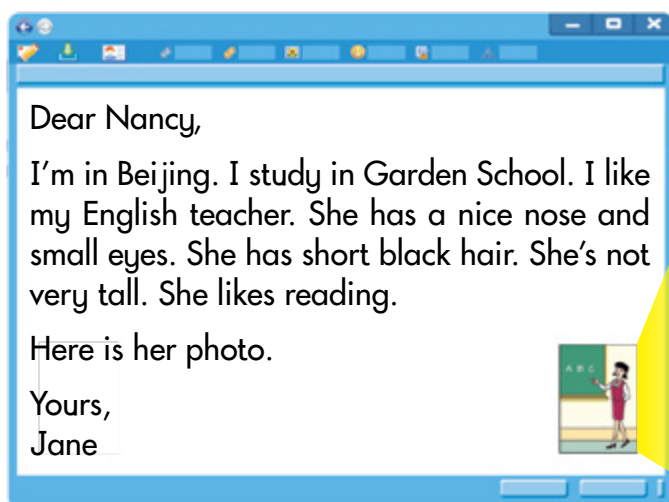 Dear Nancy,
I'm in Beijing. I study in Garden School. I like
my English teacher. She has a nice nose and
small eyes. She has short black hair. She's not
very tall. She likes reading.
Here is her photo.
A B C
Yours,
Jane